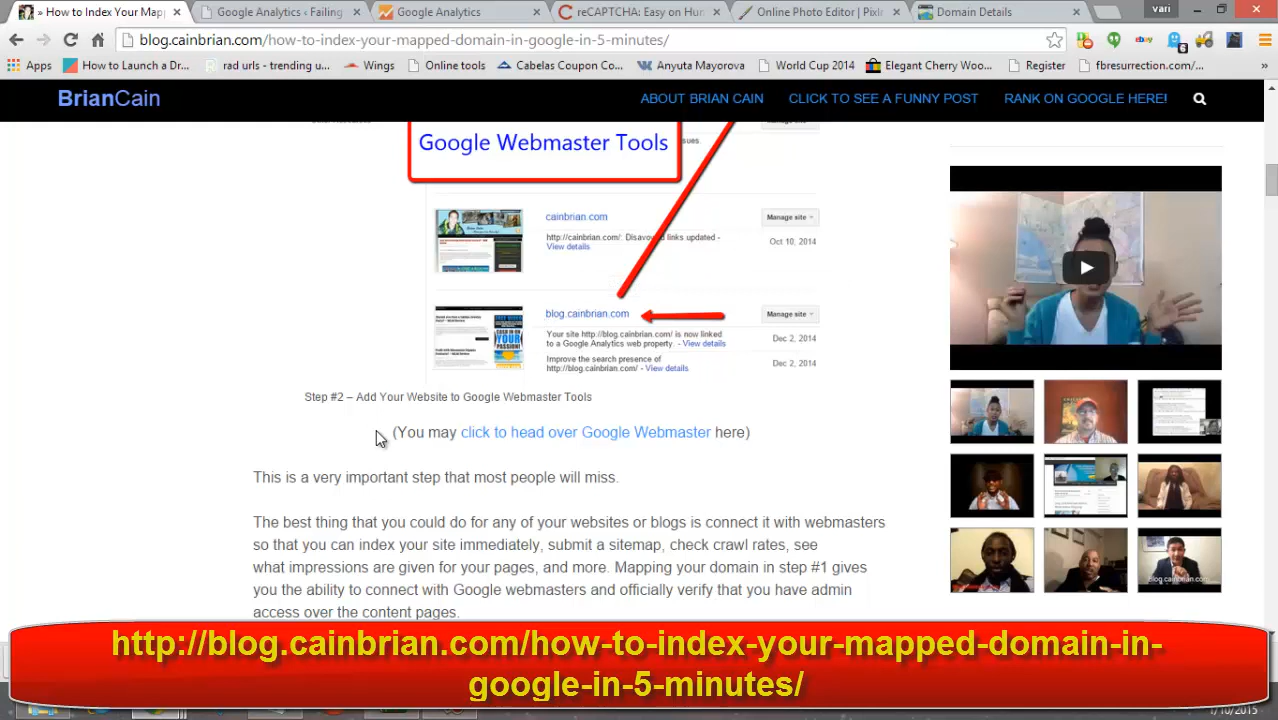 » How to Index Your Map
Google Analytics ‹ Failing
Google Analytics
reCAPTCHA: Easy on Hum
Online Photo Editor | Pixle
Domain Details
vari
blog.cainbrian.com/how-to-index-your-mapped-domain-in-google-in-5-minutes/
Apps
How to Launch a Dr...
rad urls - trending u...
Wings
Online tools
Cabelas Coupon Co...
Anyuta Mayorova
World Cup 2014
Elegant Cherry Woo...
Register
fbresurrection.com/...
»
BrianCain
ABOUT BRIAN CAIN
CLICK TO SEE A FUNNY POST
RANK ON GOOGLE HERE!
Manage site
Google Webmaster Tools
sues.
cainbrian.com
Manage site
http://cainbrian.com/: Disavowed links updated -
View details
Oct 10, 2014
blog.cainbrian.com
Manage site
Your site http://blog.cainbrian.com/ is now linked
to a Google Analytics web property. - View details
Dec 2, 2014
Improve the search presence of
http://blog.cainbrian.com/ - View details
Dec 2, 2014
Step #2 – Add Your Website to Google Webmaster Tools
(You may click to head over Google Webmaster here)
This is a very important step that most people will miss.
The best thing that you could do for any of your websites or blogs is connect it with webmasters
so that you can index your site immediately, submit a sitemap, check crawl rates, see
what impressions are given for your pages, and more. Mapping your domain in step #1 gives
you the ability to connect with Google webmasters and officially verify that you have admin
access over the content pages.
blog.cainbrian.com
http://blog.cainbrian.com/how-to-index-your-mapped-domain-in-
google-in-5-minutes/
1/10/2015